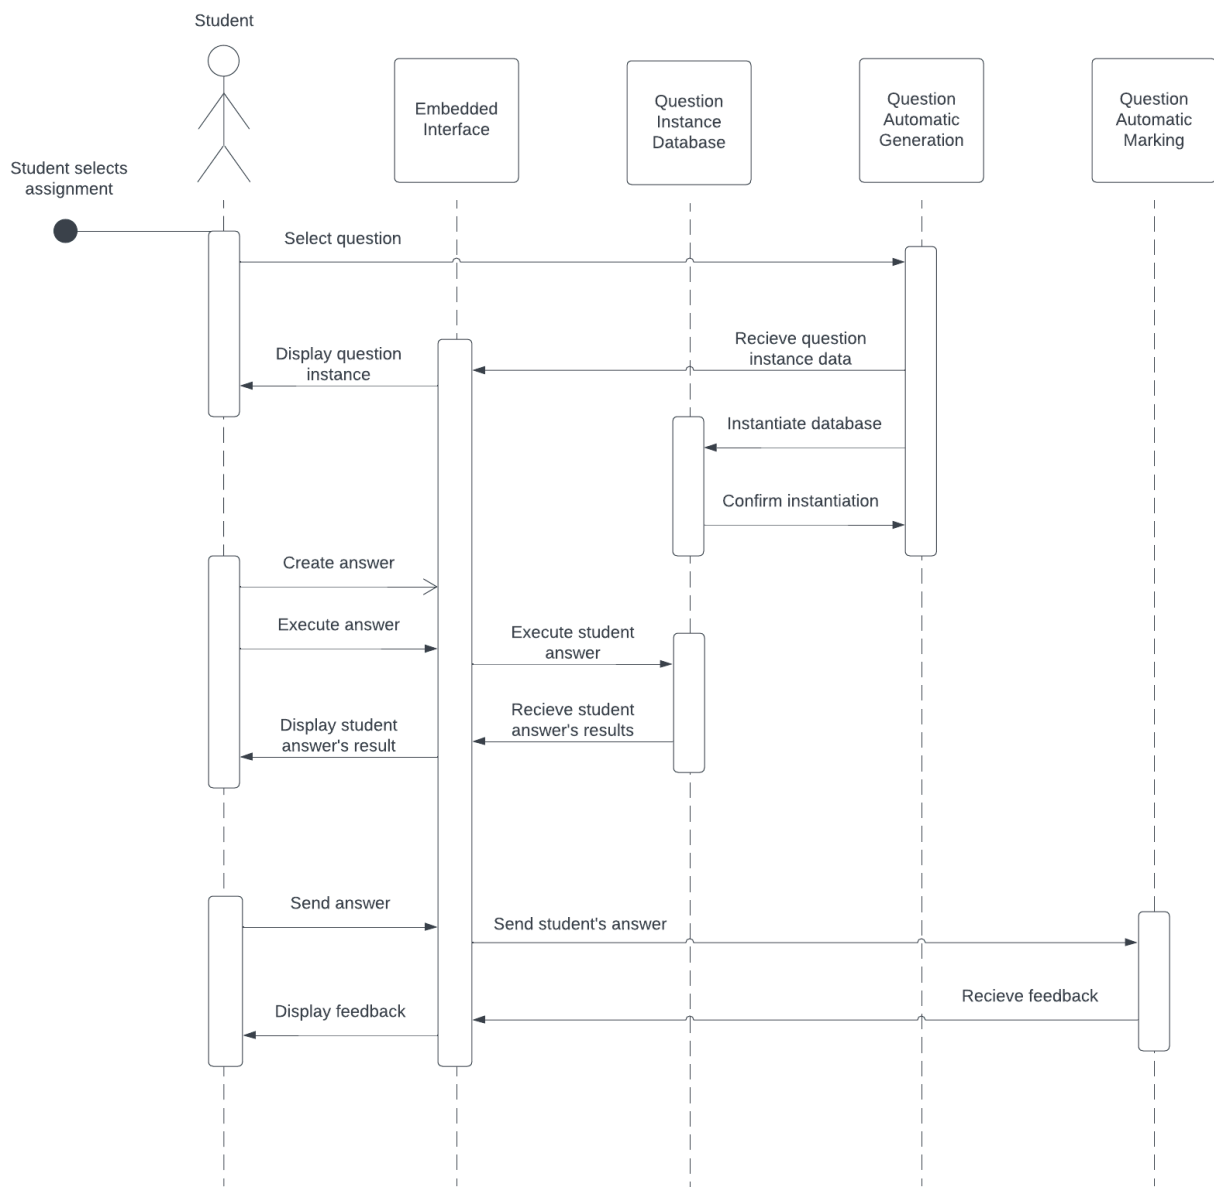 Student
Embedded
Interface
Question
Instance
Database
Question
Automatic
Generation
Question
Automatic
Marking
Student selects
assignment
Select question
Recieve question
instance data
Display question
instance
Instantiate database
Confirm instantiation
Create answer
Execute answer
Execute student
answer
Recieve student
answer's results
Display student
answer's result
Send answer
Send student's answer
Recieve feedback
Display feedback